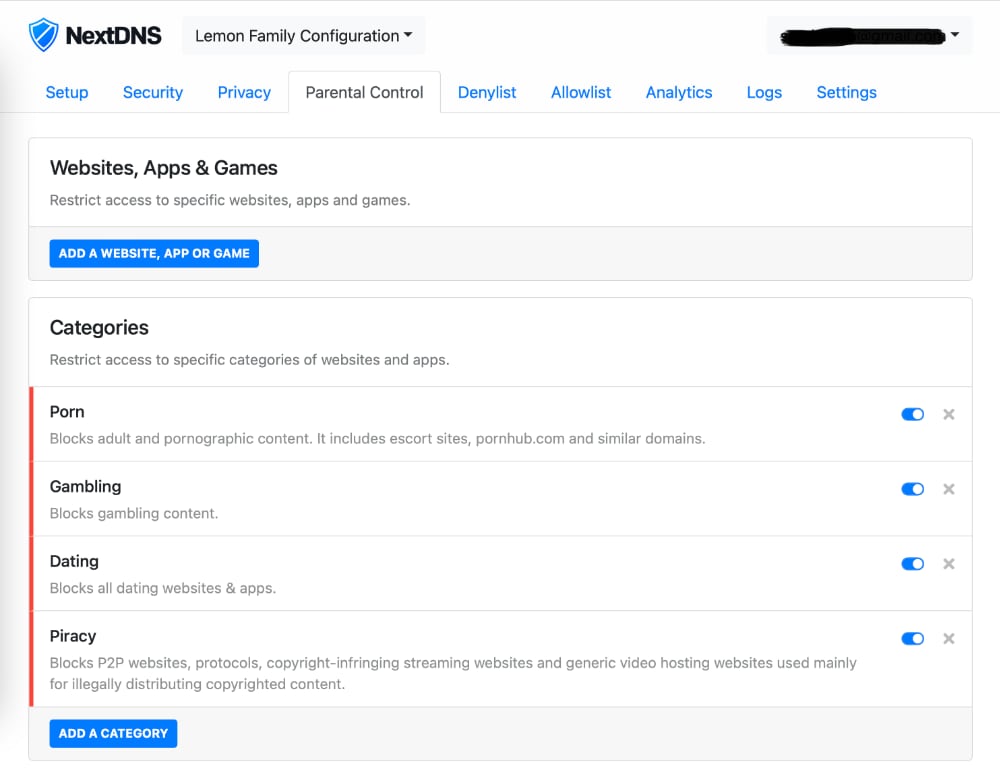 NextDNS
Lemon Family Configuration
@gmail.com
Setup
Security
Privacy
Parental Control
Denylist
Allowlist
Analytics
Logs
Settings
Websites, Apps & Games
Restrict access to specific websites, apps and games.
ADD A WEBSITE, APP OR GAME
Categories
Restrict access to specific categories of websites and apps.
Porn
Blocks adult and pornographic content. It includes escort sites, pornhub.com and similar domains.
Gambling
Blocks gambling content.
Dating
Blocks all dating websites & apps.
Piracy
Blocks P2P websites, protocols, copyright-infringing streaming websites and generic video hosting websites used mainly
for illegally distributing copyrighted content.
ADD A CATEGORY